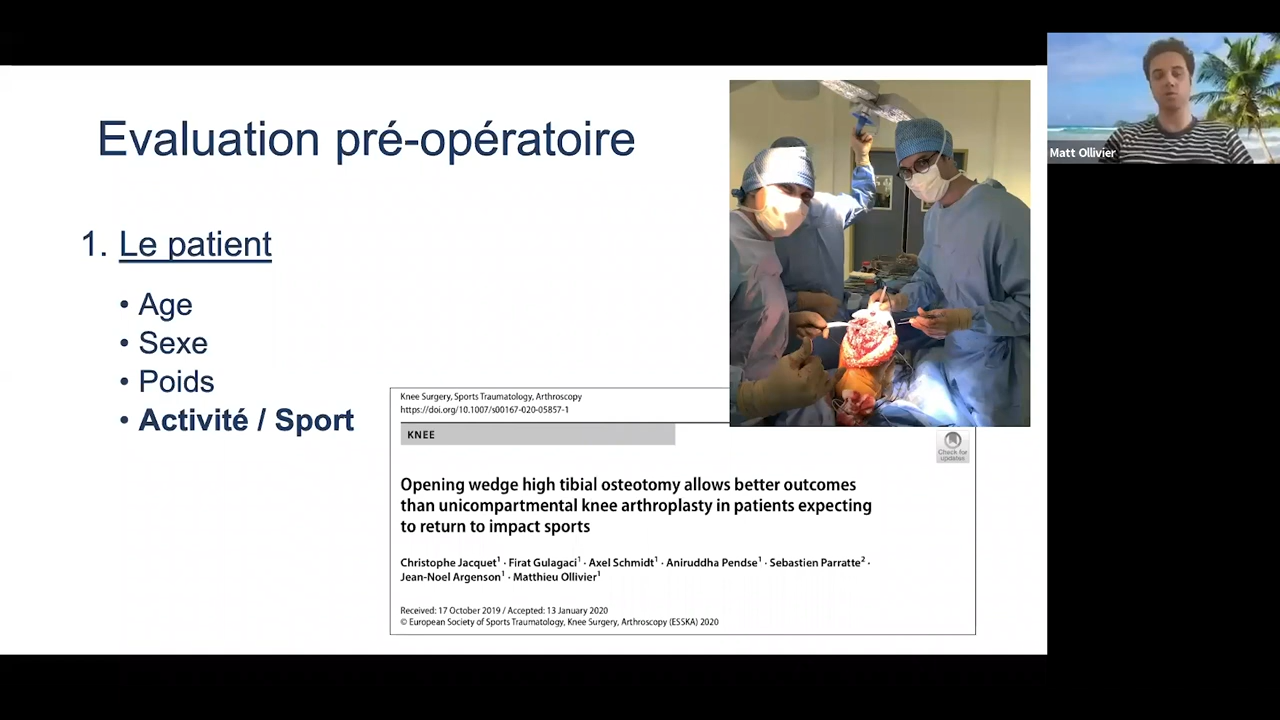 Evaluation pré-opératoire
1. Le patient
• Age
• Sexe
• Poids
• Activité / Sport
Knee Surgery, Sports Traumatology, Arthroscopy
https://doi.org/10.1007/s00167-020-05857-1
KNEE
Check for
updates
Opening wedge high tibial osteotomy allows better outcomes
than unicompartmental knee arthroplasty in patients expecting
to return to impact sports
Christophe Jacquet1 · Firat Gulagaci1 · Axel Schmidt1 · Aniruddha Pendse1 · Sebastien Parratte2 ·
Jean-Noel Argenson1 · Matthieu Ollivier1
Received: 17 October 2019 / Accepted: 13 January 2020
© European Society of Sports Traumatology, Knee Surgery, Arthroscopy (ESSKA) 2020
Matt Ollivier